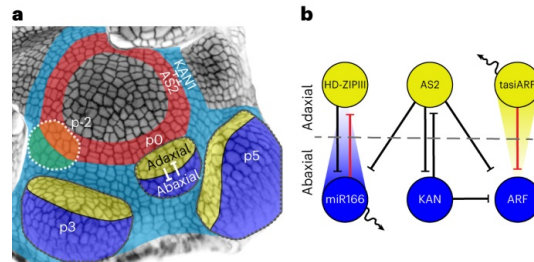 a
KAN1
AS2
p-2
p0
Adaxial
Abaxial
p5
p3
b
Adaxial
Abaxial
HD-ZIPIII
AS2
tasiARF
miR166
KAN
ARF